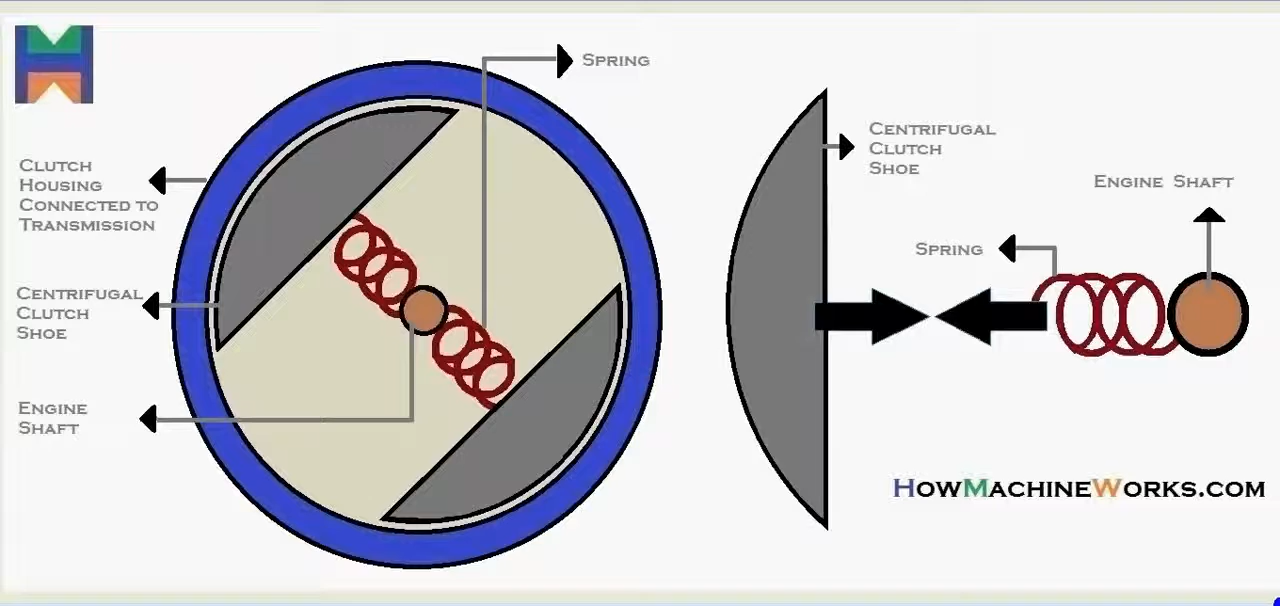 SPRING
CLUTCH
HOUSING
CONNECTED TO
TRANSMISSION
CENTRIFUGAL
CLUTCH
SHOE
ENGINE
SHAFT
CENTRIFUGAL
CLUTCH
SHOE
ENGINE SHAFT
SPRING
HOWMACHINEWORKS.COM